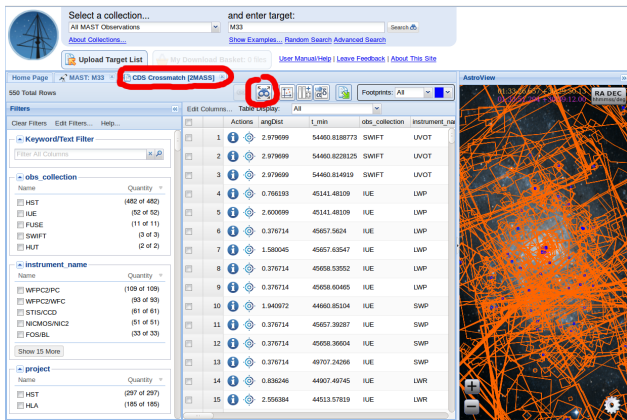 Select a collection...
and enter target:
All MAST Observations
M33
Search
About Collections...
Show Examples... Random Search Advanced Search
Upload Target List
My Download Basket: 0 files
User Manual/Help | Leave Feedback | About This Site
Home Page
MAST: M33
CDS Crossmatch [2MASS]
AstroView
550 Total Rows
Footprints: All
RA DEC
Filters
Edit Columns... Table Display: All
Clear Filters Edit Filters... Help...
Actions angDist t_min obs_collection instrument_na
Keyword/Text Filter
Filter All Columns
1 2.979699 54460.8188773 SWIFT UVOT
2 2.979699 54460.8228125 SWIFT UVOT
3 2.979699 54460.814919 SWIFT UVOT
4 0.766193 45141.48109 IUE LWP
5 2.600699 45141.48109 IUE LWP
6 0.376714 45657.5624 IUE LWP
7 1.580045 45657.63547 IUE LWP
8 0.376714 45658.53552 IUE LWP
9 0.376714 45658.60465 IUE LWP
10 1.940972 44660.85104 IUE SWP
11 0.376714 45657.39287 IUE SWP
12 0.376714 45658.36604 IUE SWP
13 0.376714 49707.24266 IUE SWP
14 0.836246 44907.49745 IUE LWR
15 2.556384 44513.57819 IUE LWR
obs_collection
Name Quantity
HST (482 of 482)
IUE (52 of 52)
FUSE (11 of 11)
SWIFT (3 of 3)
HUT (2 of 2)
instrument_name
Name Quantity
WFPC2/PC (109 of 109)
WFPC2/WFC (93 of 93)
STIS/CCD (61 of 61)
NICMOS/NIC2 (51 of 51)
FOS/BL (33 of 33)
Show 15 More
project
Name Quantity
HST (297 of 297)
HLA (185 of 185)